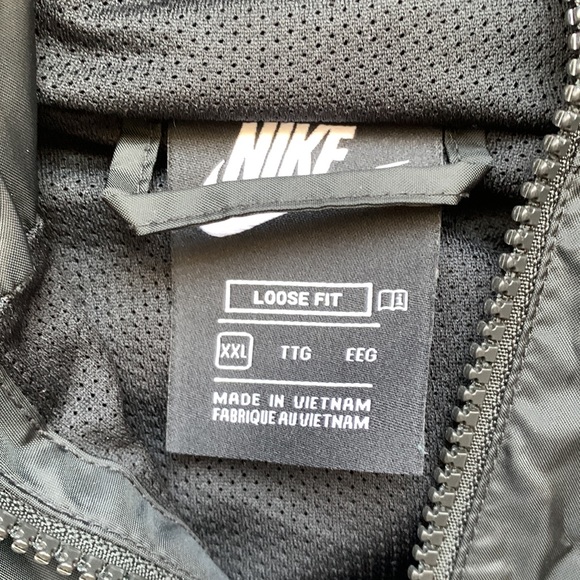 NIKE
LOOSE FIT
XXL TTG EEG
MADE IN VIETNAM
FABRIQUE AU VIETNAM